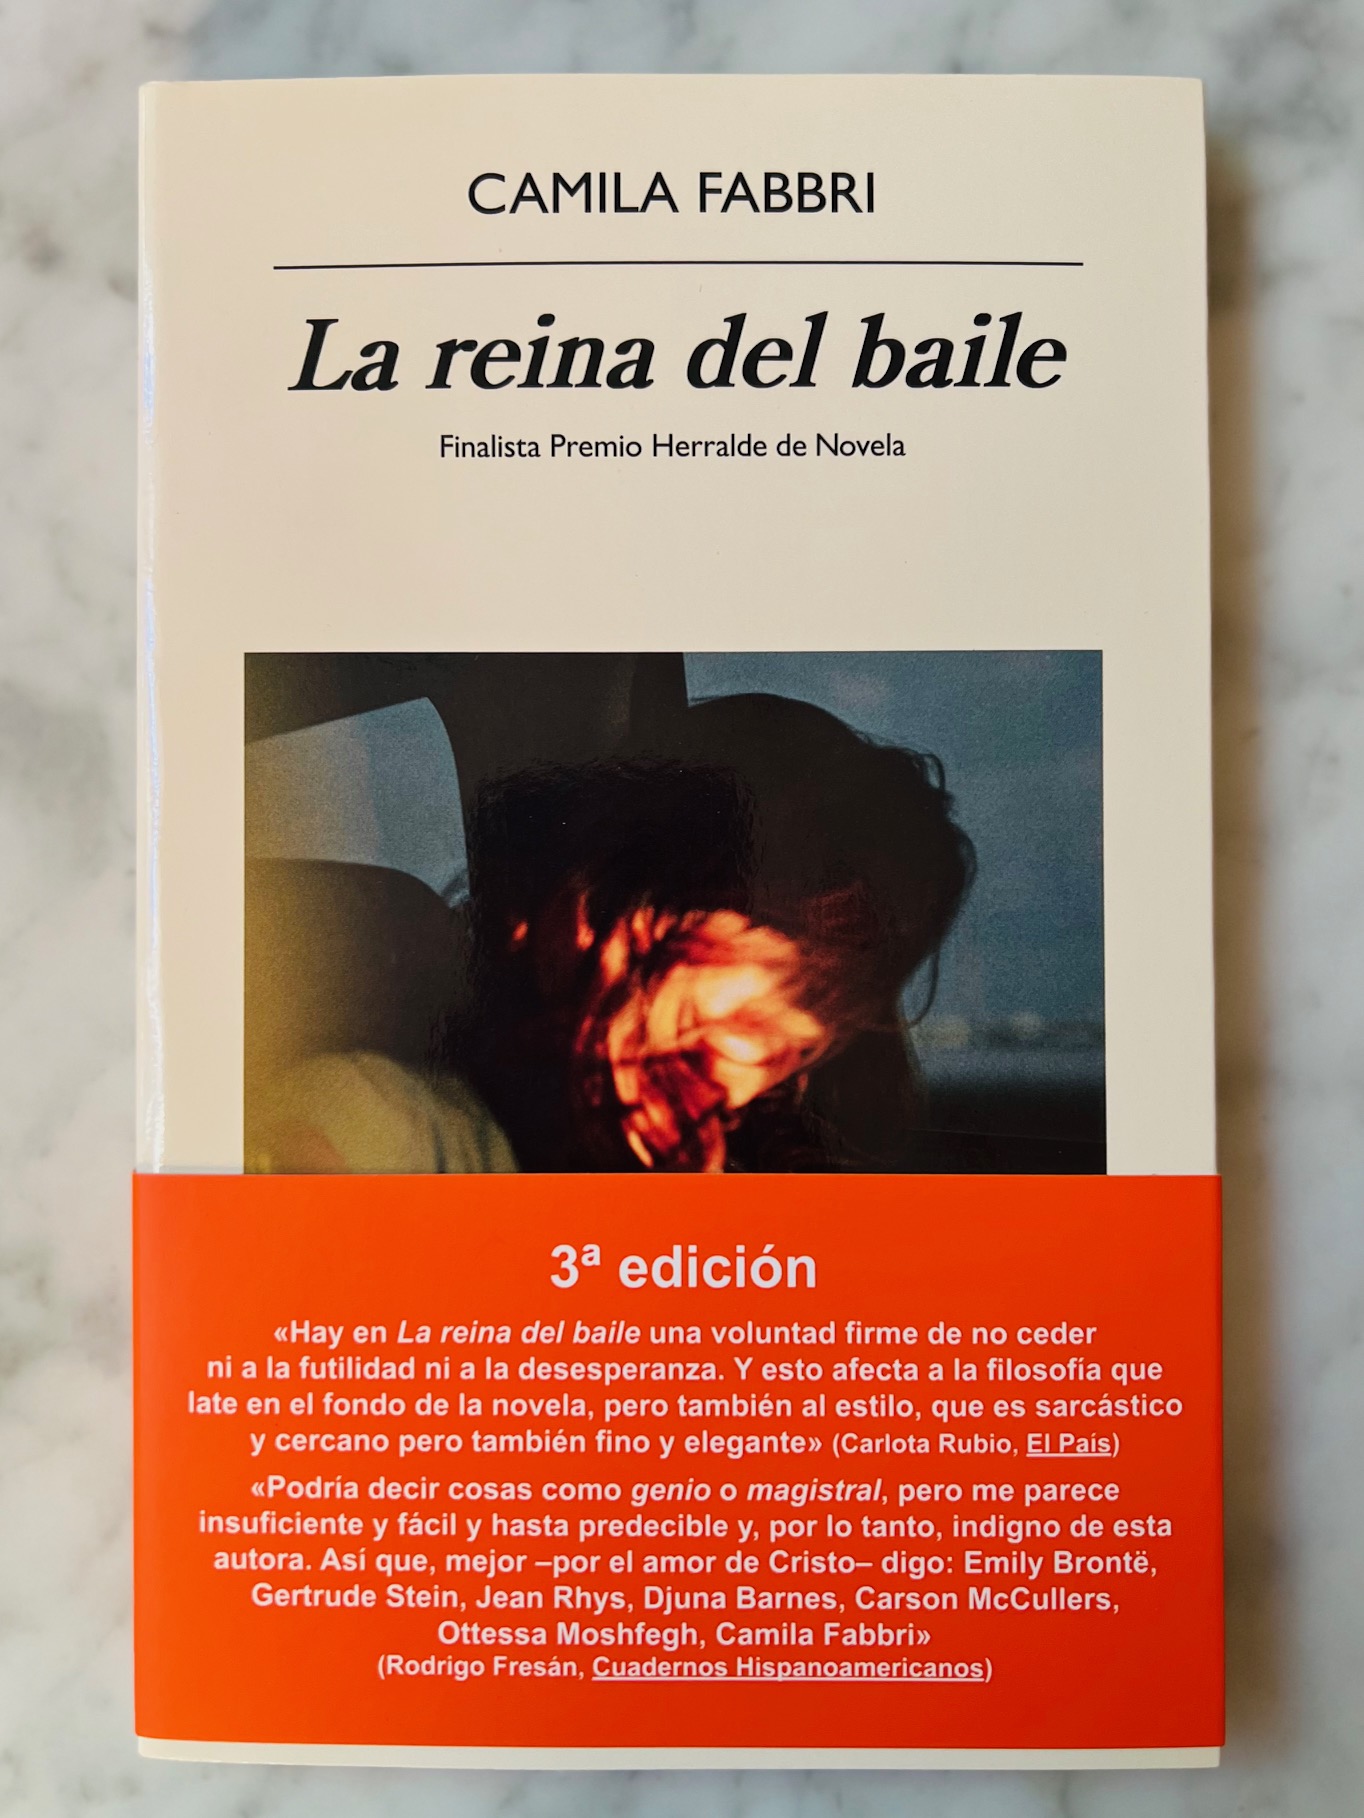 CAMILA FABBRI
La reina del baile
Finalista Premio Herralde de Novela
3ª edición
«Hay en La reina del baile una voluntad firme de no ceder
ni a la futilidad ni a la desesperanza. Y esto afecta a la filosofía que
late en el fondo de la novela, pero también al estilo, que es sarcástico
y cercano pero también fino y elegante» (Carlota Rubio, El País)
«Podría decir cosas como genio o magistral, pero me parece
insuficiente y fácil y hasta predecible y, por lo tanto, indigno de esta
autora. Así que, mejor –por el amor de Cristo– digo: Emily Brontë,
Gertrude Stein, Jean Rhys, Djuna Barnes, Carson McCullers,
Ottessa Moshfegh, Camila Fabbri»
(Rodrigo Fresán, Cuadernos Hispanoamericanos)